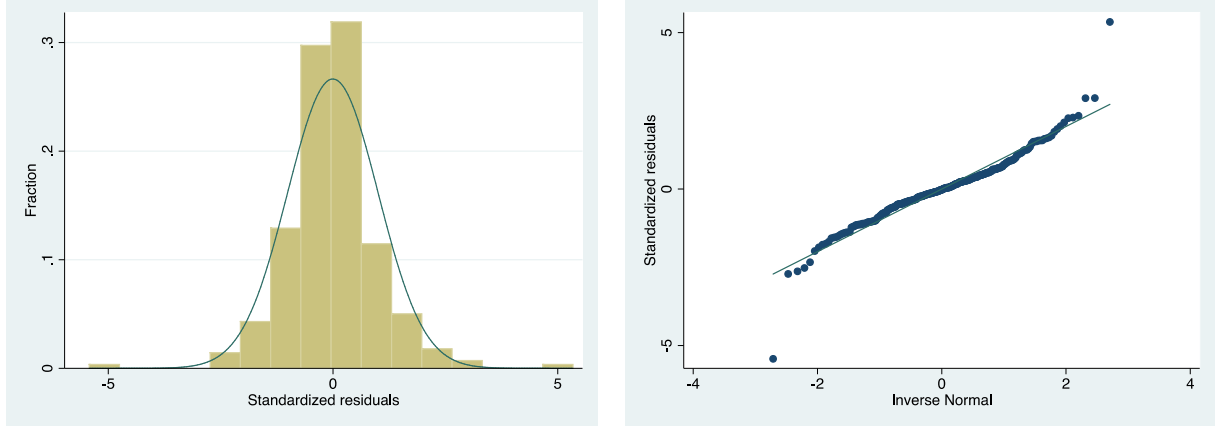 .3
.2
.1
0
Fraction
-5 0 5
Standardized residuals
5
0
-5
Standardized residuals
-4 -2 0 2 4
Inverse Normal